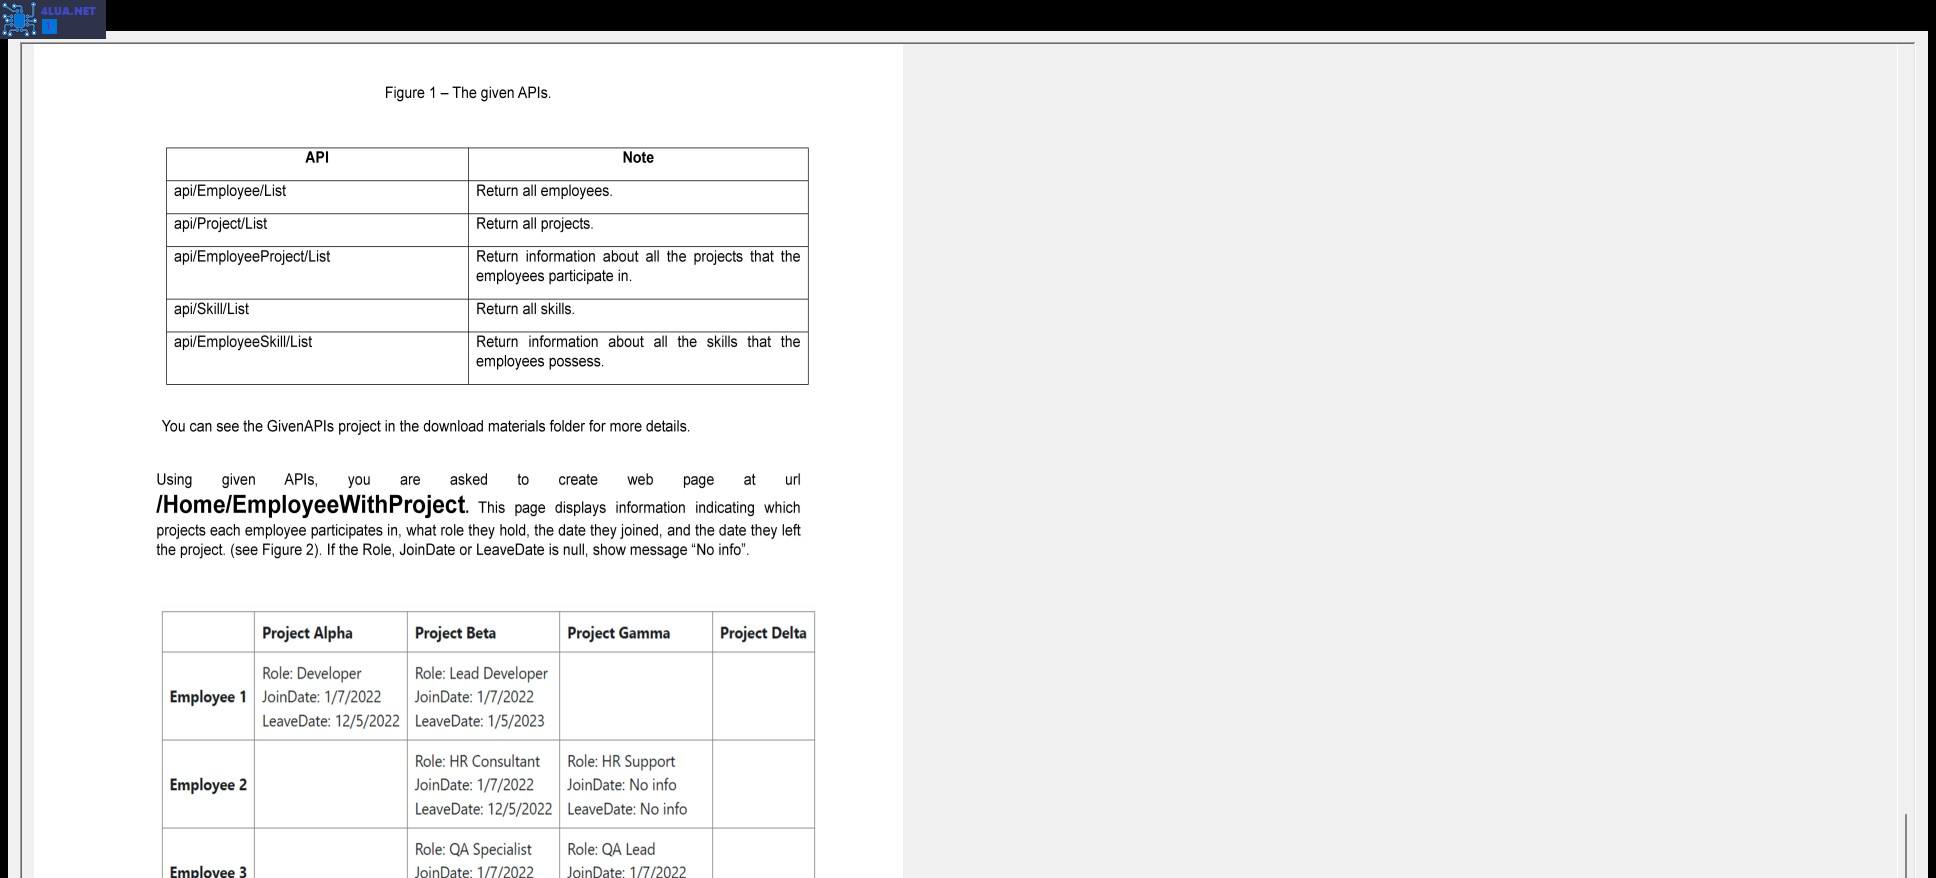 4LUA.NET
Figure 1 – The given APIs.
API Note
api/Employee/List Return all employees.
api/Project/List Return all projects.
api/EmployeeProject/List Return information about all the projects that the
employees participate in.
api/Skill/List Return all skills.
api/EmployeeSkill/List Return information about all the skills that the
employees possess.
You can see the GivenAPIs project in the download materials folder for more details.
Using given APIs, you are asked to create web page at url
/Home/EmployeeWithProject. This page displays information indicating which
projects each employee participates in, what role they hold, the date they joined, and the date they left
the project. (see Figure 2). If the Role, JoinDate or LeaveDate is null, show message “No info”.
Project Alpha Project Beta Project Gamma Project Delta
Role: Developer Role: Lead Developer
Employee 1 JoinDate: 1/7/2022 JoinDate: 1/7/2022
LeaveDate: 12/5/2022 LeaveDate: 1/5/2023
Role: HR Consultant Role: HR Support
Employee 2 JoinDate: 1/7/2022 JoinDate: No info
LeaveDate: 12/5/2022 LeaveDate: No info
Role: QA Specialist Role: QA Lead
Employee 3 JoinDate: 1/7/2022 JoinDate: 1/7/2022